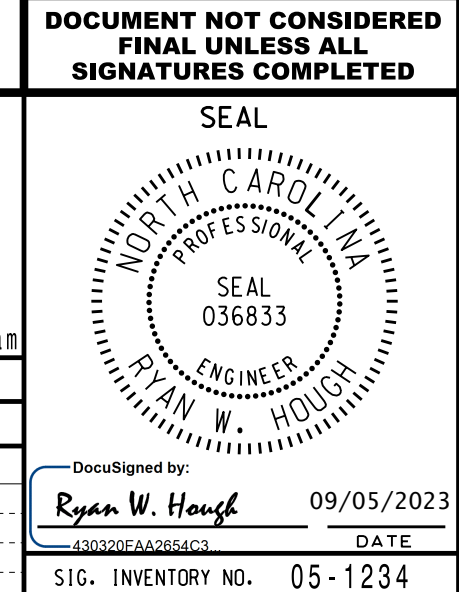 DOCUMENT NOT CONSIDERED
FINAL UNLESS ALL
SIGNATURES COMPLETED
SEAL
NORTH CAROLINA
PROFESSIONAL
SEAL
036833
ENGINEER
RYAN W. HOUGH
DocuSigned by:
Ryan W. Hough
09/05/2023
430320FAA2654C3...
DATE
SIG. INVENTORY NO. 05-1234